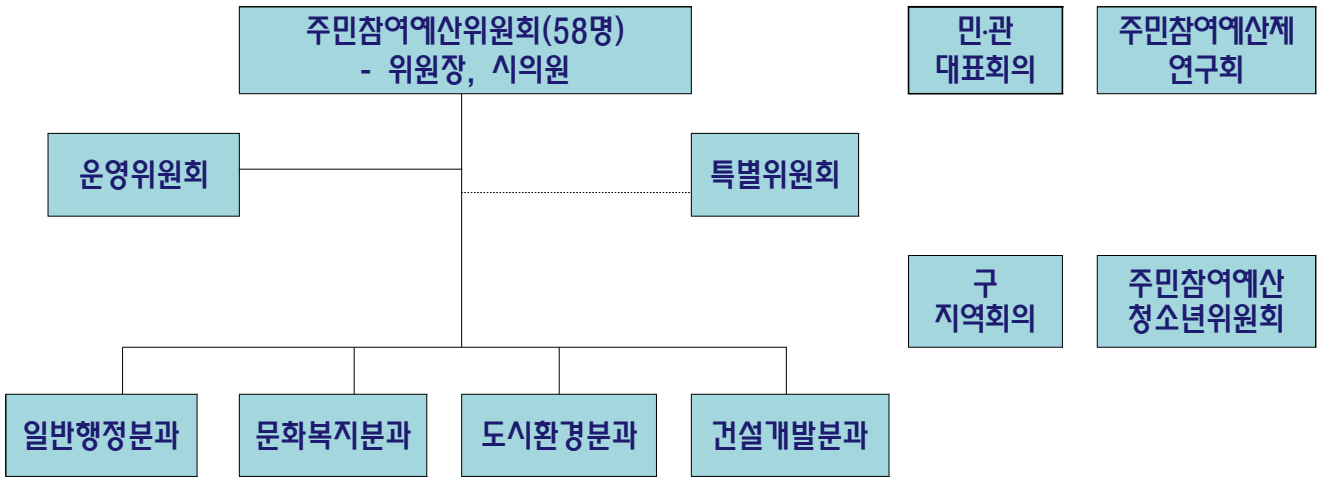 주민참여예산위원회(58명)
- 위원장, 시의원
민·관
대표회의
주민참여예산제
연구회
운영위원회
특별위원회
구
지역회의
주민참여예산
청소년위원회
일반행정분과
문화복지분과
도시환경분과
건설개발분과